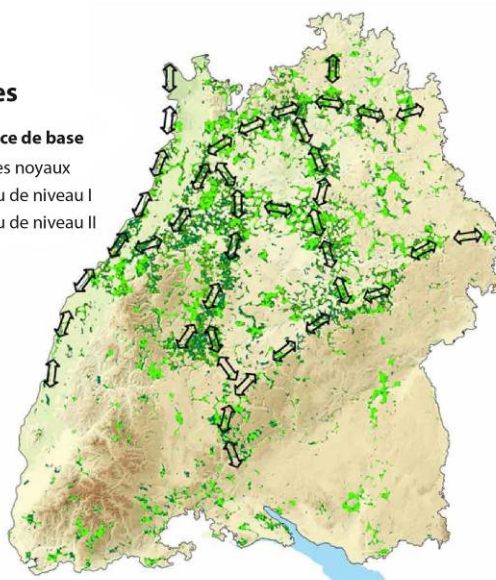 es
ce de base
es noyaux
u de niveau I
u de niveau II